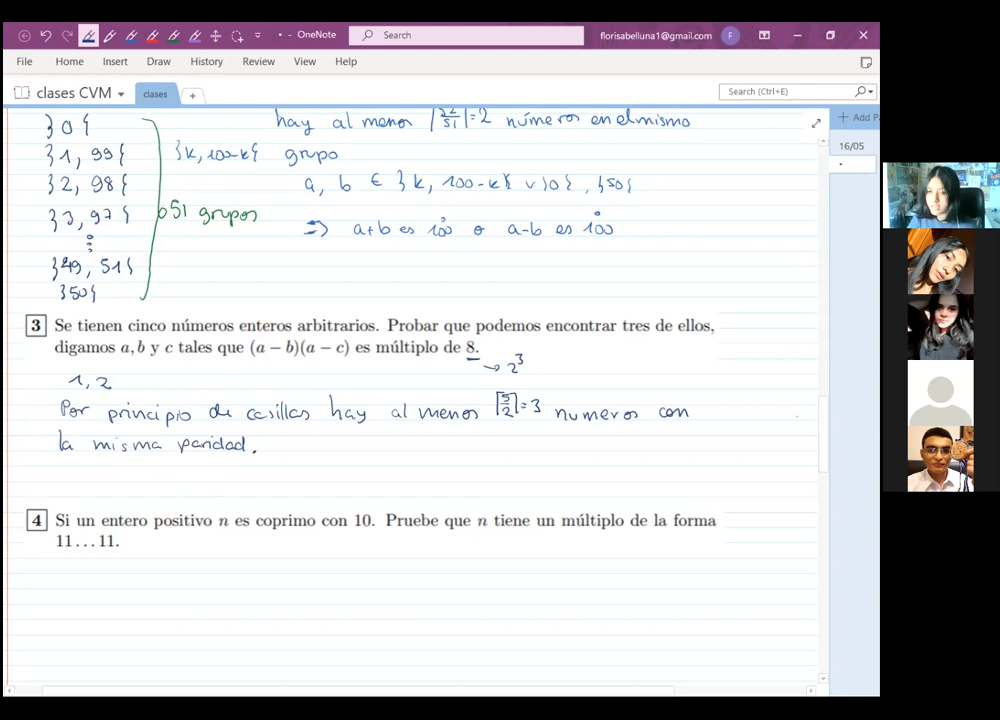 OneNote
Search
florisabelluna1@gmail.com
F
File
Home
Insert
Draw
History
Review
View
Help
clases CVM
clases
+
Search (Ctrl+E)
+ Add Pa
16/05
}0{
}1, 99{
}2, 98{
}3, 97{
}49, 51}
}50{
}k, 100-k}
51 grupos
hay al menos =2 números en el mismo
grupo
a, b ∈ }k, 100-k} v }0}, }50}
⇒ a+b es 100 o a-b es 100
3 Se tienen cinco números enteros arbitrarios. Probar que podemos encontrar tres de ellos,
digamos a, b y c tales que (a − b)(a − c) es múltiplo de 8.
→ 2³
1, 2
Por principio de casillas hay al menos ⌈5/2⌉=3 numeros con
la misma paridad.
4 Si un entero positivo n es coprimo con 10. Pruebe que n tiene un múltiplo de la forma
11 . . . 11.